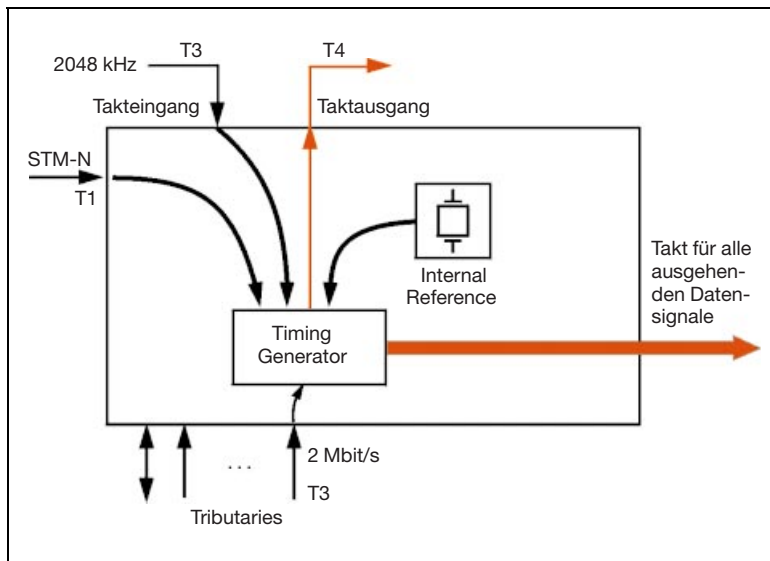 T3
T4
2048 kHz
Takteingang
Taktausgang
STM-N
T1
Internal
Reference
Takt für alle
ausgehen-
den Daten-
signale
Timing
Generator
2 Mbit/s
...
T3
Tributaries